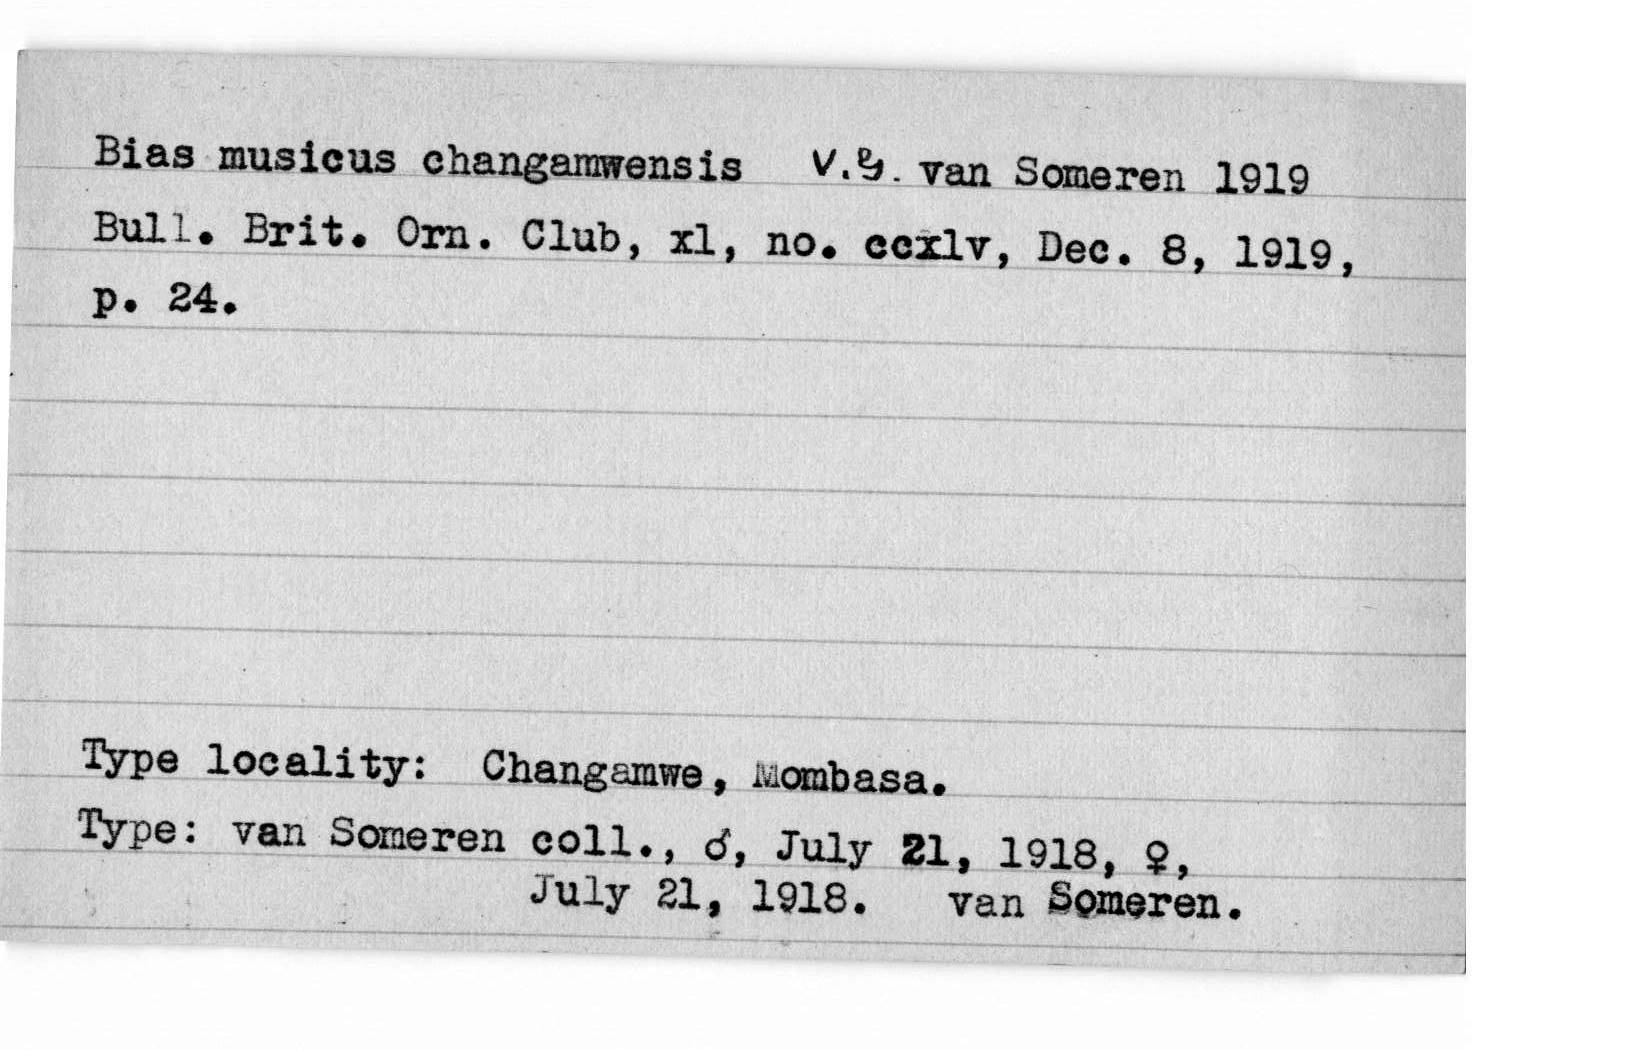 Bias musicus changamwensis V.G. van Someren 1919
Bull. Brit. Orn. Club, xl, no. ccxlv, Dec. 8, 1919,
p. 24.
Type locality: Changamwe, Mombasa.
Type: van Someren coll., ♂, July 21, 1918, ♀,
July 21, 1918. van Someren.